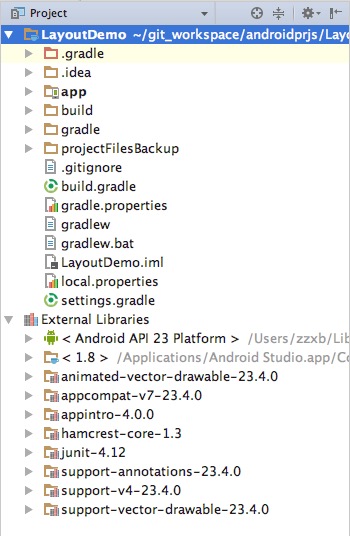 Project
LayoutDemo ~/git_workspace/androidprjs/Layo
.gradle
.idea
app
build
gradle
projectFilesBackup
.gitignore
build.gradle
gradle.properties
gradlew
gradlew.bat
LayoutDemo.iml
local.properties
settings.gradle
External Libraries
< Android API 23 Platform > /Users/zzxb/Lib
< 1.8 > /Applications/Android Studio.app/Co
animated-vector-drawable-23.4.0
appcompat-v7-23.4.0
appintro-4.0.0
hamcrest-core-1.3
junit-4.12
support-annotations-23.4.0
support-v4-23.4.0
support-vector-drawable-23.4.0